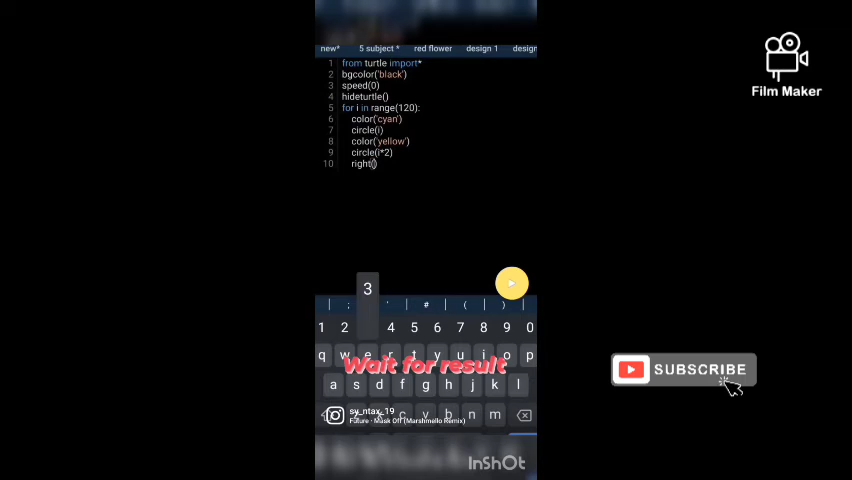 new* 5 subject * red flower design 1 design
1 from turtle import*
2 bgcolor('black')
3 speed(0)
4 hideturtle()
5 for i in range(120):
6 color('cyan')
7 circle(i)
8 color('yellow')
9 circle(i*2)
10 right()
Film Maker
3
; ' # ( )
1 2 4 5 6 7 8 9 0
q w e r t y u i o p
Wait for result
SUBSCRIBE
a s d f g h j k l
sy_ntax_19
c v b n m
Future · Mask Off (Marshmello Remix)
InShOt